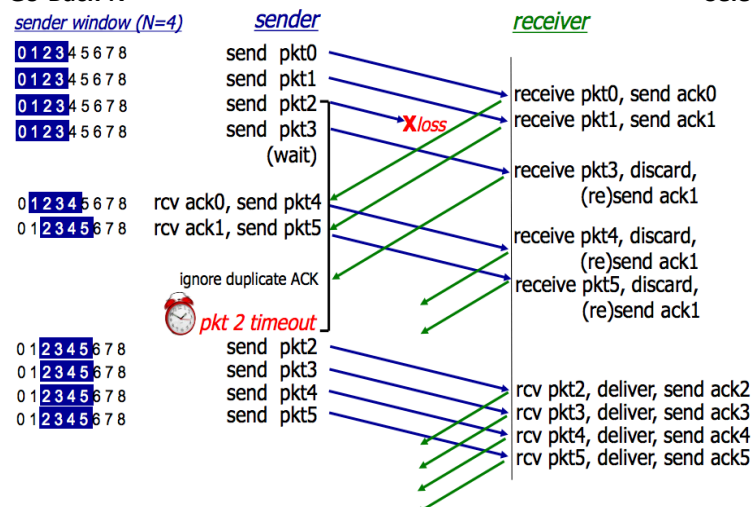 sender window (N=4) sender receiver
0 1 2 3 4 5 6 7 8 send pkt0
0 1 2 3 4 5 6 7 8 send pkt1
0 1 2 3 4 5 6 7 8 send pkt2
0 1 2 3 4 5 6 7 8 send pkt3
(wait)
X loss
receive pkt0, send ack0
receive pkt1, send ack1
receive pkt3, discard,
(re)send ack1
0 1 2 3 4 5 6 7 8 rcv ack0, send pkt4
0 1 2 3 4 5 6 7 8 rcv ack1, send pkt5
receive pkt4, discard,
(re)send ack1
receive pkt5, discard,
(re)send ack1
ignore duplicate ACK
pkt 2 timeout
0 1 2 3 4 5 6 7 8 send pkt2
0 1 2 3 4 5 6 7 8 send pkt3
0 1 2 3 4 5 6 7 8 send pkt4
0 1 2 3 4 5 6 7 8 send pkt5
rcv pkt2, deliver, send ack2
rcv pkt3, deliver, send ack3
rcv pkt4, deliver, send ack4
rcv pkt5, deliver, send ack5